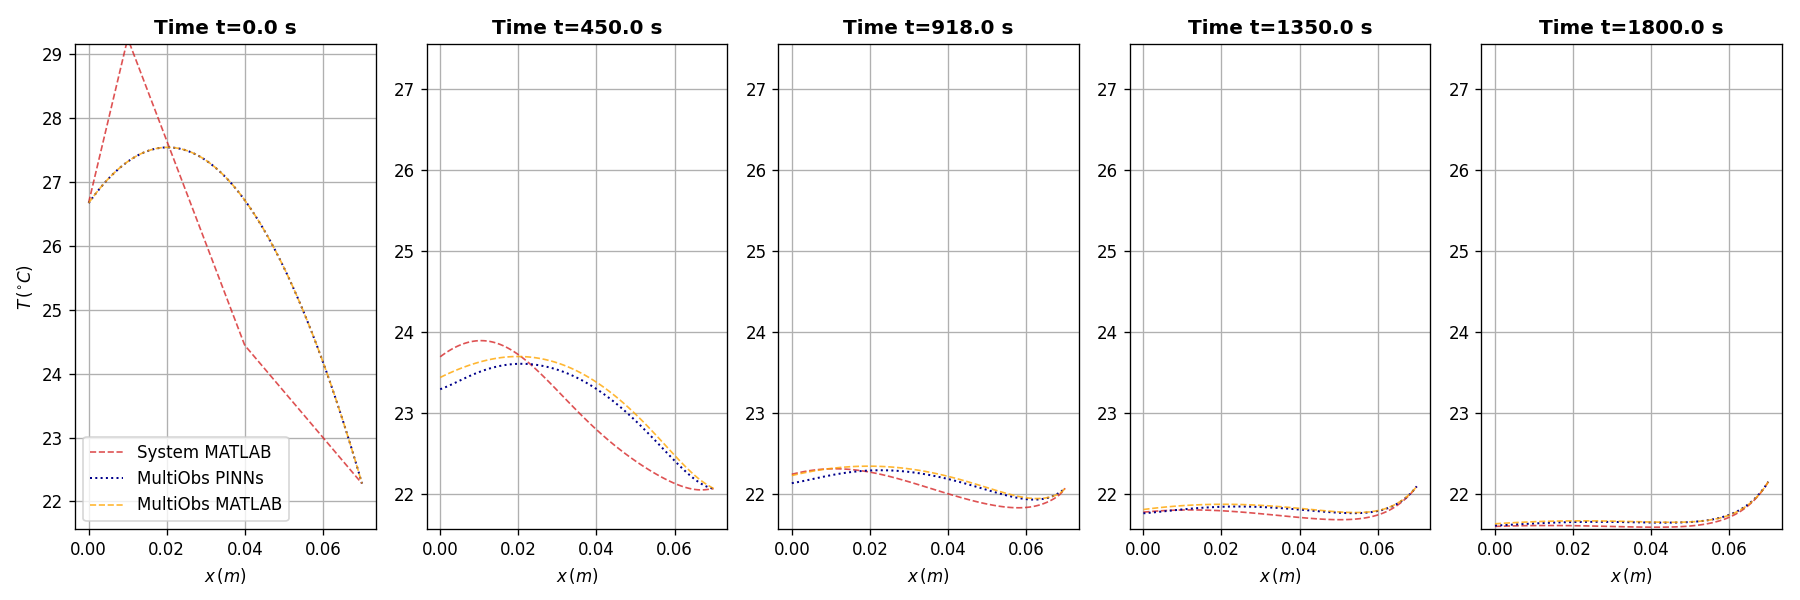 Time t=0.0 s
Time t=450.0 s
Time t=918.0 s
Time t=1350.0 s
Time t=1800.0 s
T (°C)
29
28
27
26
25
24
23
22
0.00 0.02 0.04 0.06
x (m)
System MATLAB
MultiObs PINNs
MultiObs MATLAB
27
26
25
24
23
22
0.00 0.02 0.04 0.06
x (m)
27
26
25
24
23
22
0.00 0.02 0.04 0.06
x (m)
27
26
25
24
23
22
0.00 0.02 0.04 0.06
x (m)
27
26
25
24
23
22
0.00 0.02 0.04 0.06
x (m)